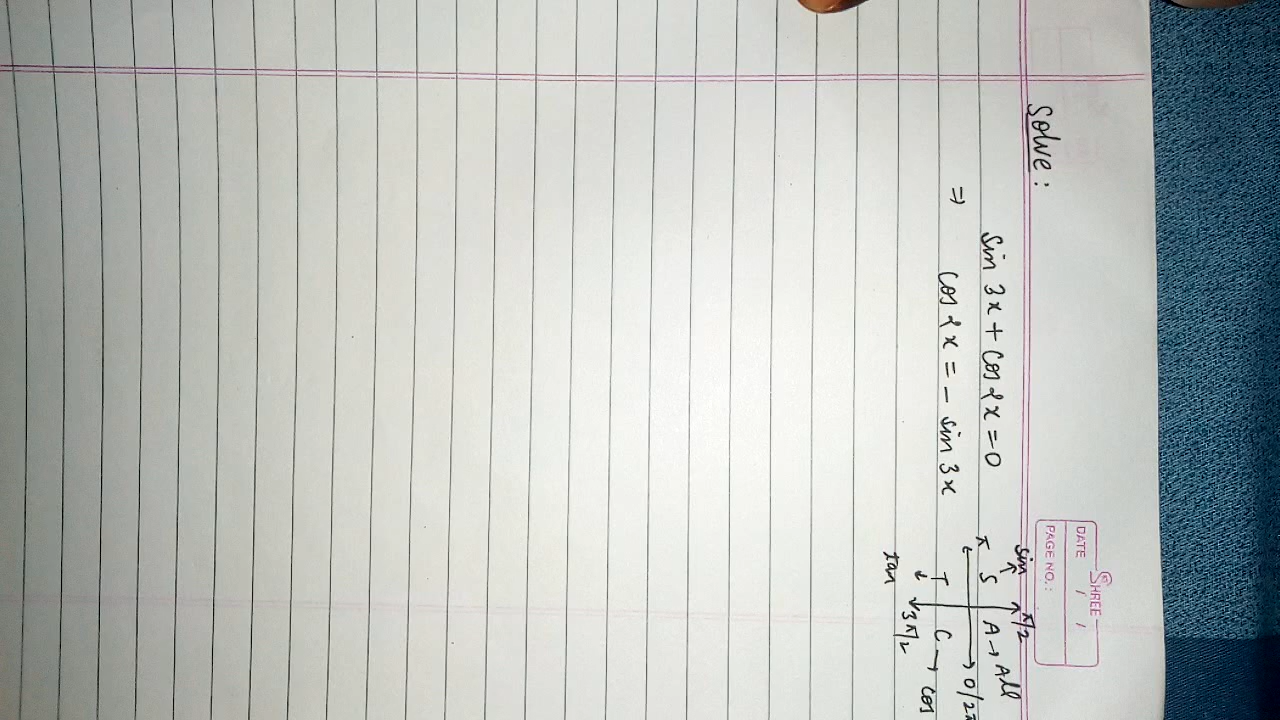 SHREE
DATE / /
PAGE NO.:
Solve:
sin 3x + cos 2x = 0
⇒ cos 2x = - sin 3x
sin π/2
S A → All
π 0/2π
T C → cos
3π/2
tan